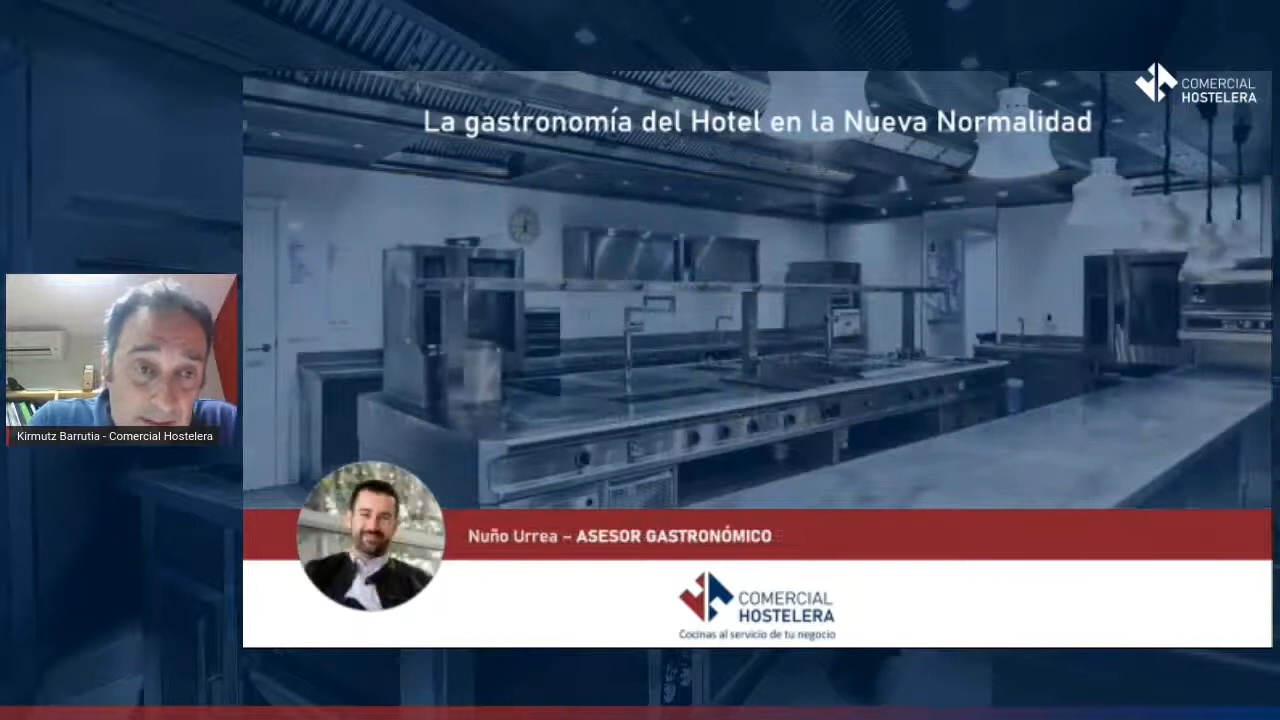 COMERCIAL
HOSTELERA
La gastronomía del Hotel en la Nueva Normalidad
Kirmutz Barrutia - Comercial Hostelera
Nuño Urrea – ASESOR GASTRONÓMICO
COMERCIAL
HOSTELERA
Cocinas al servicio de tu negocio